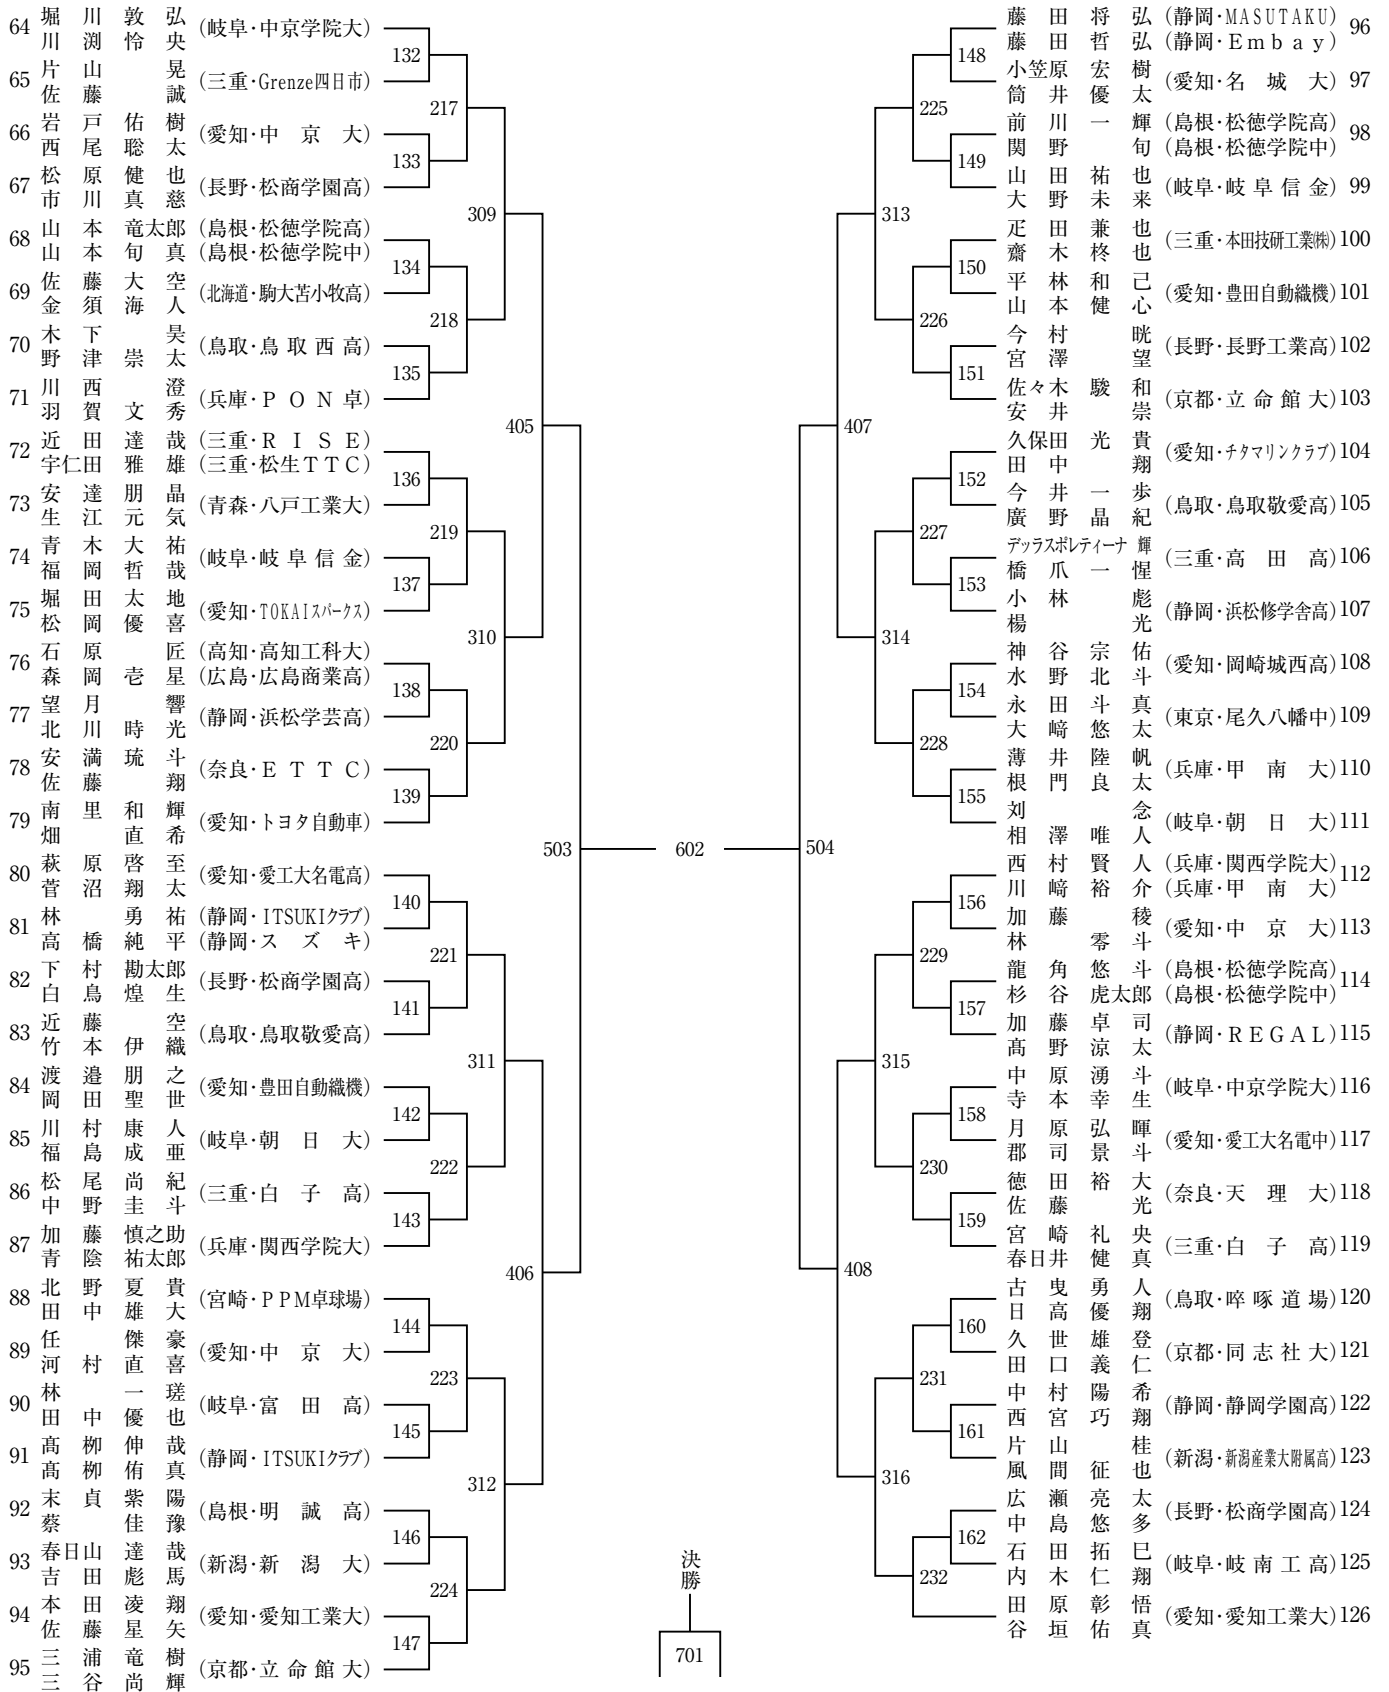 64 堀川敦弘 (岐阜・中京学院大)
川渕怜央
65 片山晃 (三重・Grenze四日市)
佐藤誠
66 岩戸佑樹 (愛知・中京大)
西尾聡太
67 松原健也 (長野・松商学園高)
市川真慈
68 山本竜太郎 (島根・松徳学院高)
山本旬真 (島根・松徳学院中)
69 佐藤大空 (北海道・駒大苫小牧高)
金須海人
70 木下昊 (鳥取・鳥取西高)
野津崇太
71 川西澄 (兵庫・PON卓)
羽賀文秀
72 近田達哉 (三重・RISE)
宇仁田雅雄 (三重・松生TTC)
73 安達朋晶 (青森・八戸工業大)
生江元気
74 青木大祐 (岐阜・岐阜信金)
福岡哲哉
75 堀田太地 (愛知・TOKAIスパークス)
松岡優喜
76 石原匠 (高知・高知工科大)
森岡壱星 (広島・広島商業高)
77 望月響 (静岡・浜松学芸高)
北川時光
78 安満琉斗 (奈良・ETTC)
佐藤翔
79 南里和輝 (愛知・トヨタ自動車)
畑直希
80 萩原啓至 (愛知・愛工大名電高)
菅沼翔太
81 林勇祐 (静岡・ITSUKIクラブ)
高橋純平 (静岡・スズキ)
82 下村勘太郎 (長野・松商学園高)
白鳥煌生
83 近藤空 (鳥取・鳥取敬愛高)
竹本伊織
84 渡邉朋之 (愛知・豊田自動織機)
岡田聖世
85 川村康人 (岐阜・朝日大)
福島成亜
86 松尾尚紀 (三重・白子高)
中野圭斗
87 加藤慎之助 (兵庫・関西学院大)
青陰祐太郎
88 北野夏貴 (宮崎・PPM卓球場)
田中雄大
89 任傑豪 (愛知・中京大)
河村直喜
90 林一瑳 (岐阜・富田高)
田中優也
91 髙柳伸哉 (静岡・ITSUKIクラブ)
髙柳侑真
92 末貞紫陽 (島根・明誠高)
蔡佳豫
93 春日山達哉 (新潟・新潟大)
吉田彪馬
94 本田凌翔 (愛知・愛知工業大)
佐藤星矢
95 三浦竜樹 (京都・立命館大)
三谷尚輝
132
133
134
135
136
137
138
139
140
141
142
143
144
145
146
147
217
218
219
220
221
222
223
224
309
310
311
312
405
406
503
602
決勝
701
504
407
408
313
314
315
316
225
226
227
228
229
230
231
232
148
149
150
151
152
153
154
155
156
157
158
159
160
161
162
藤田将弘 (静岡・MASUTAKU) 96
藤田哲弘 (静岡・Embay)
小笠原宏樹 (愛知・名城大) 97
筒井優太
前川一輝 (島根・松徳学院高) 98
関野旬 (島根・松徳学院中)
山田祐也 (岐阜・岐阜信金) 99
大野未来
疋田兼也 (三重・本田技研工業㈱) 100
齋木柊也
平林和己 (愛知・豊田自動織機) 101
山本健心
今村晄 (長野・長野工業高) 102
宮澤望
佐々木駿和 (京都・立命館大) 103
安井崇
久保田光貴 (愛知・チタマリンクラブ) 104
田中翔
今井一歩 (鳥取・鳥取敬愛高) 105
廣野晶紀
デッラスポレティーナ輝 (三重・高田高) 106
橋爪一惺
小林彪 (静岡・浜松修学舎高) 107
楊光
神谷宗佑 (愛知・岡崎城西高) 108
水野北斗
永田斗真 (東京・尾久八幡中) 109
大﨑悠太
薄井陸帆 (兵庫・甲南大) 110
根門良太
刘念 (岐阜・朝日大) 111
相澤唯人
西村賢人 (兵庫・関西学院大) 112
川﨑裕介 (兵庫・甲南大)
加藤稜 (愛知・中京大) 113
林零斗
龍角悠斗 (島根・松徳学院高) 114
杉谷虎太郎 (島根・松徳学院中)
加藤卓司 (静岡・REGAL) 115
髙野涼太
中原湧斗 (岐阜・中京学院大) 116
寺本幸生
月原弘暉 (愛知・愛工大名電中) 117
郡司景斗
徳田裕大 (奈良・天理大) 118
佐藤光
宮崎礼央 (三重・白子高) 119
春日井健真
古曳勇人 (鳥取・啐啄道場) 120
日高優翔
久世雄登 (京都・同志社大) 121
田口義仁
中村陽希 (静岡・静岡学園高) 122
西宮巧翔
片山桂 (新潟・新潟産業大附属高) 123
風間征也
広瀬亮太 (長野・松商学園高) 124
中島悠多
石田拓巳 (岐阜・岐南工高) 125
内木仁翔
田原彰悟 (愛知・愛知工業大) 126
谷垣佑真